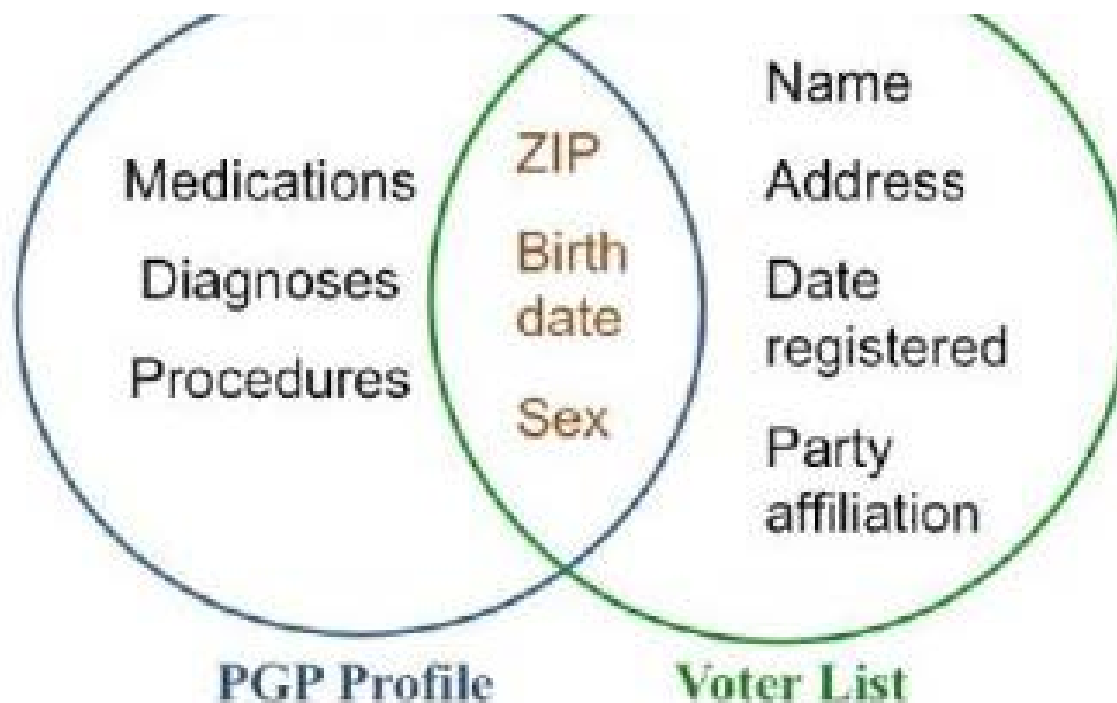 Medications
Diagnoses
Procedures
ZIP
Birth
date
Sex
Name
Address
Date
registered
Party
affiliation
PGP Profile
Voter List